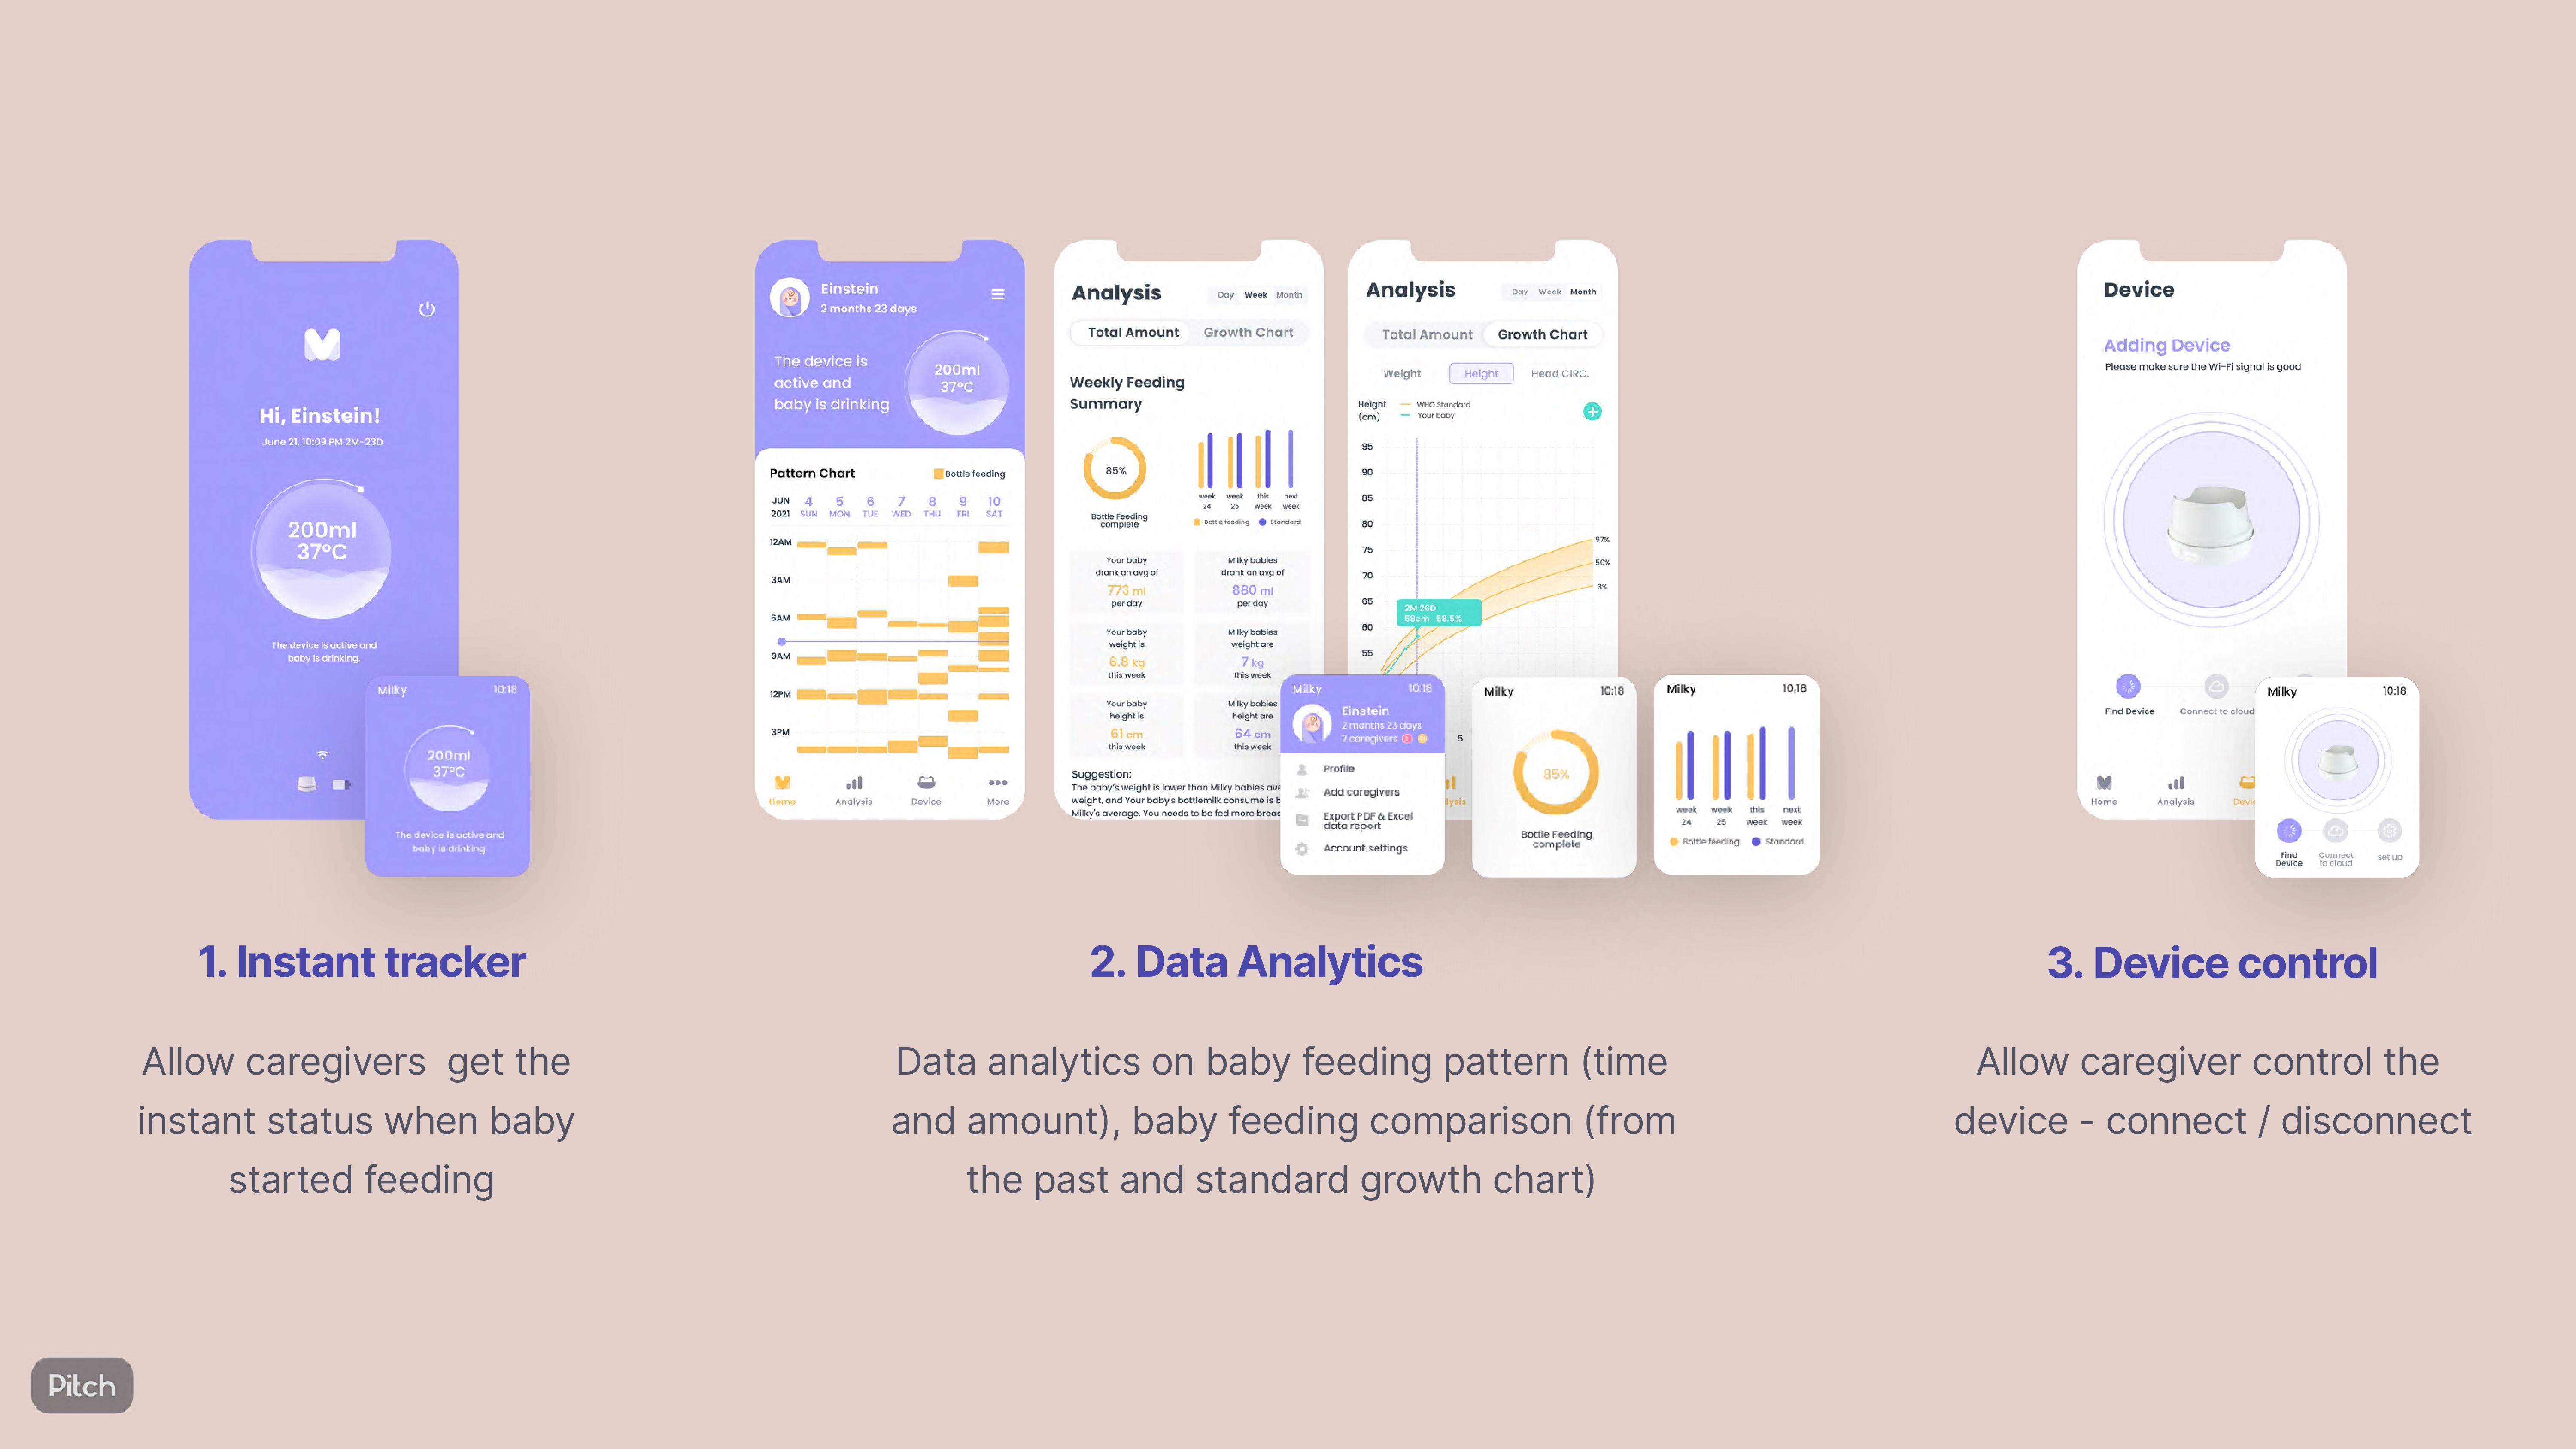 Hi, Einstein!
June 21, 10:09 PM 2M-23D
200ml
37°C
The device is active and
baby is drinking.
Milky 10:18
200ml
37°C
The device is active and
baby is drinking.
1. Instant tracker
Allow caregivers  get the
instant status when baby
started feeding
Einstein
2 months 23 days
The device is
active and
baby is drinking
200ml
37°C
Pattern Chart
Bottle feeding
JUN 4 5 6 7 8 9 10
2021 SUN MON TUE WED THU FRI SAT
12AM
3AM
6AM
9AM
12PM
3PM
Home Analysis Device More
Analysis
Day Week Month
Total Amount Growth Chart
Weekly Feeding
Summary
85%
Bottle Feeding
complete
week week this next
24 25 week week
Bottle feeding Standard
Your baby
drank an avg of
773 ml
per day
Milky babies
drank an avg of
880 ml
per day
Your baby
weight is
6.8 kg
this week
Milky babies
weight are
7 kg
this week
Your baby
height is
61 cm
this week
Milky babies
height are
64 cm
this week
Suggestion:
The baby's weight is lower than Milky babies ave
weight, and Your baby's bottlemilk consume is b
Milky's average. You needs to be fed more breas
Analysis
Day Week Month
Total Amount Growth Chart
Weight Height Head CIRC.
Height
(cm)
WHO Standard
Your baby
95
90
85
80
75
70
65
60
55
97%
50%
3%
2M 26D
58cm 58.5%
5
lysis
Milky 10:18
Einstein
2 manths 23 days
2 caregivers
Profile
Add caregivers
Export PDF & Excel
data report
Account settings
Milky 10:18
85%
Bottle Feeding
complete
Milky 10:18
week week this next
24 25 week week
Bottle feeding Standard
2. Data Analytics
Data analytics on baby feeding pattern (time
and amount), baby feeding comparison (from
the past and standard growth chart)
Device
Adding Device
Please make sure the Wi-Fi signal is good
Find Device Connect to cloud
Home Analysis Devic
Milky 10:18
Find
Device
Connect
to cloud
set up
3. Device control
Allow caregiver control the
device - connect / disconnect
Pitch